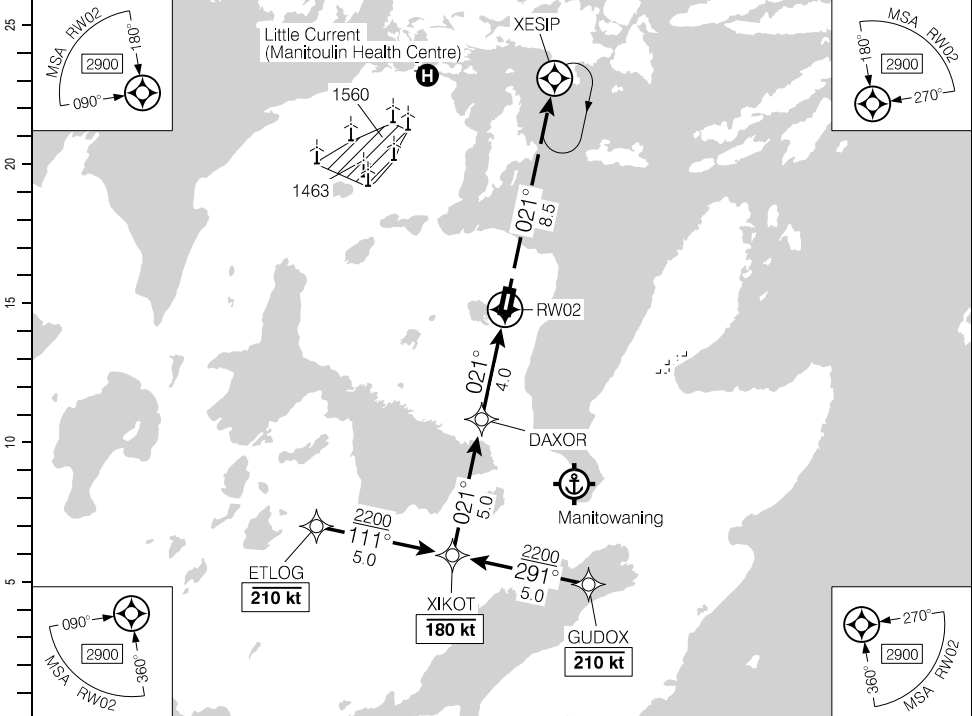 25
20
15
10
5
MSA RW02
180°
2900
090°
MSA RW02
180°
2900
270°
XESIP
Little Current
(Manitoulin Health Centre)
H
1560
1463
021°
8.5
RW02
021°
4.0
DAXOR
Manitowaning
021°
5.0
2200
111°
5.0
2200
291°
5.0
ETLOG
210 kt
XIKOT
180 kt
GUDOX
210 kt
090°
2900
360°
MSA RW02
270°
2900
360°
MSA RW02